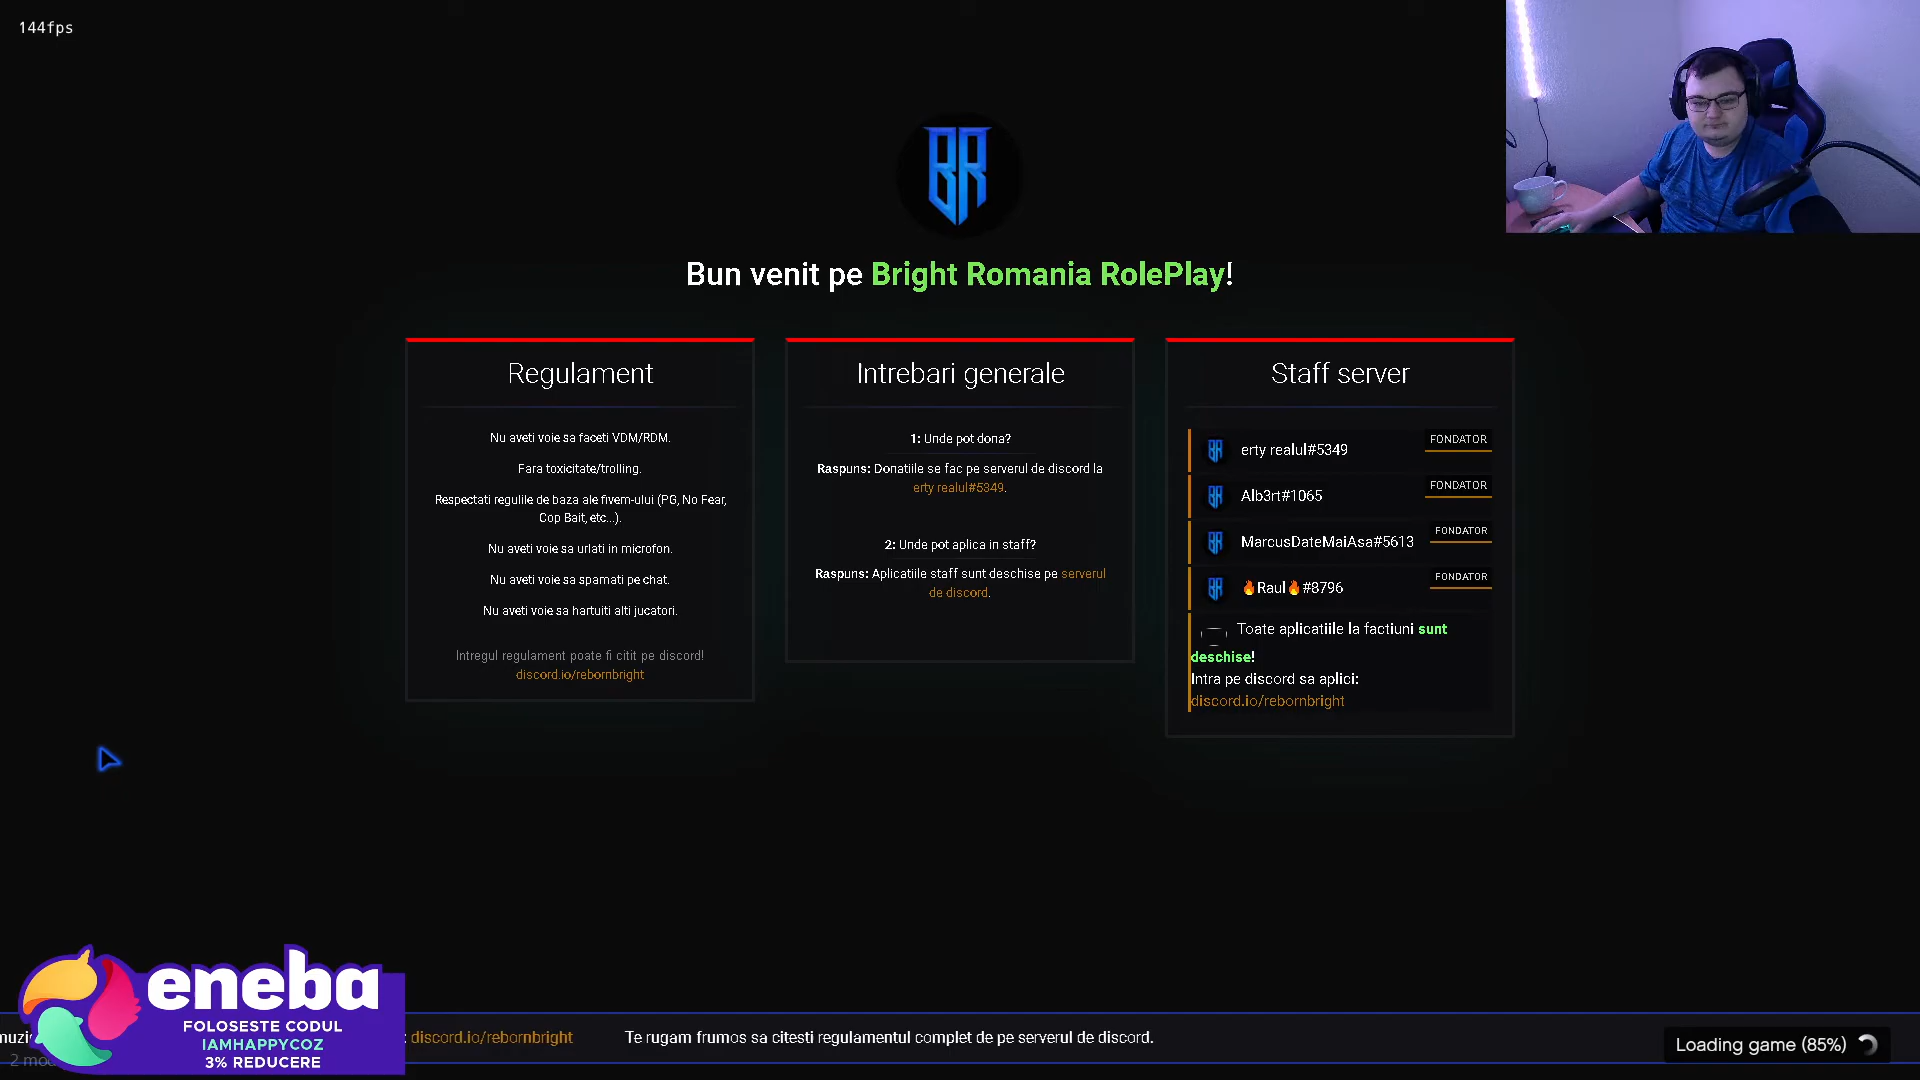 144fps
BR
Bun venit pe Bright Romania RolePlay!
Regulament
Nu aveti voie sa faceti VDM/RDM.
Fara toxicitate/trolling.
Respectati regulile de baza ale fivem-ului (PG, No Fear,
Cop Bait, etc...).
Nu aveti voie sa urlati in microfon.
Nu aveti voie sa spamati pe chat.
Nu aveti voie sa hartuiti alti jucatori.
Intregul regulament poate fi citit pe discord!
discord.io/rebornbright
Intrebari generale
1: Unde pot dona?
Raspuns: Donatiile se fac pe serverul de discord la
erty realul#5349.
2: Unde pot aplica in staff?
Raspuns: Aplicatiile staff sunt deschise pe serverul
de discord.
Staff server
erty realul#5349 FONDATOR
Alb3rt#1065 FONDATOR
MarcusDateMaiAsa#5613 FONDATOR
🔥Raul🔥#8796 FONDATOR
Toate aplicatiile la factiuni sunt
deschise!
Intra pe discord sa aplici:
discord.io/rebornbright
eneba
FOLOSESTE CODUL
IAMHAPPYCOZ
3% REDUCERE
: discord.io/rebornbright Te rugam frumos sa citesti regulamentul complet de pe serverul de discord.
Loading game (85%)